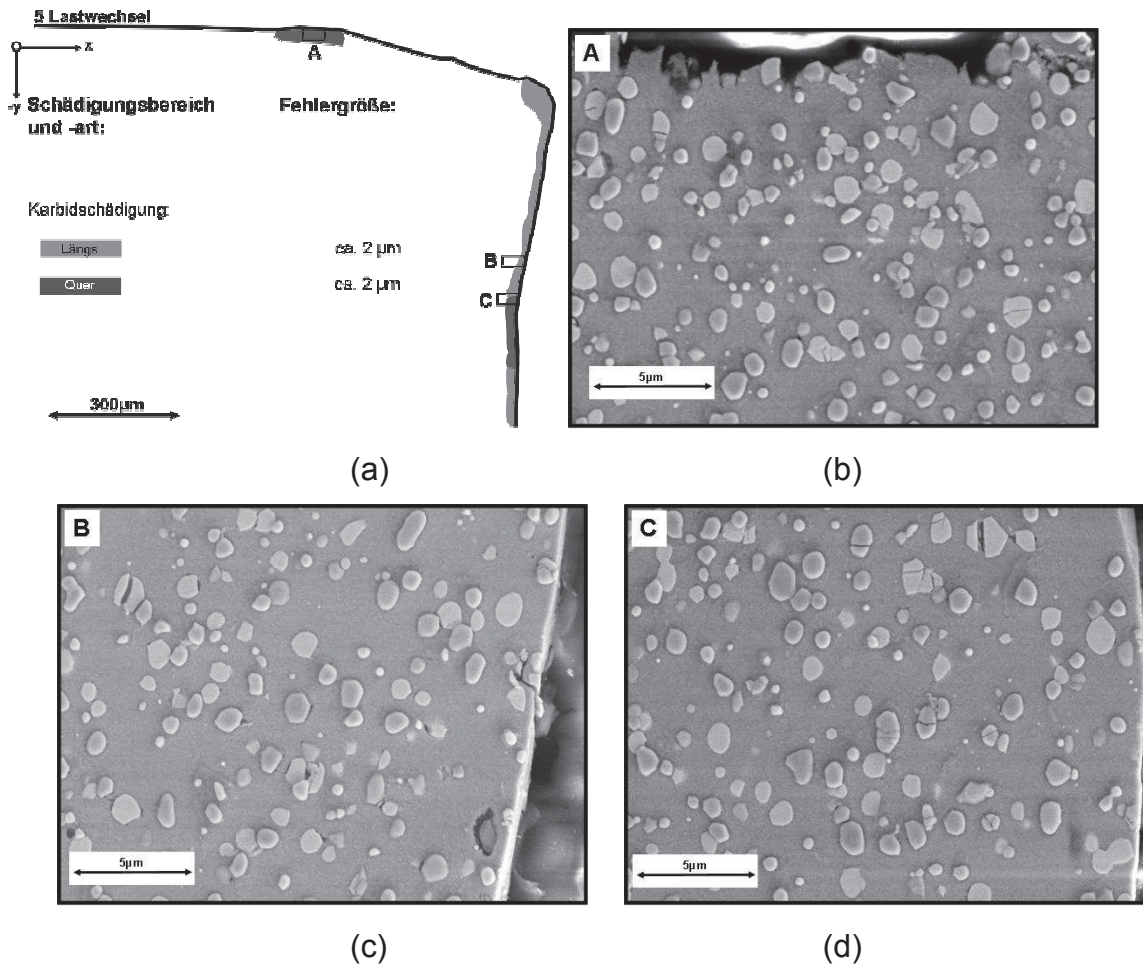 5 Lastwechsel
x
-y
A
Schädigungsbereich
und -art:
Fehlergröße:
Karbidschädigung:
Längs
ca. 2 µm
Quer
ca. 2 µm
B
C
300µm
A
5µm
(a)
(b)
B
5µm
C
5µm
(c)
(d)